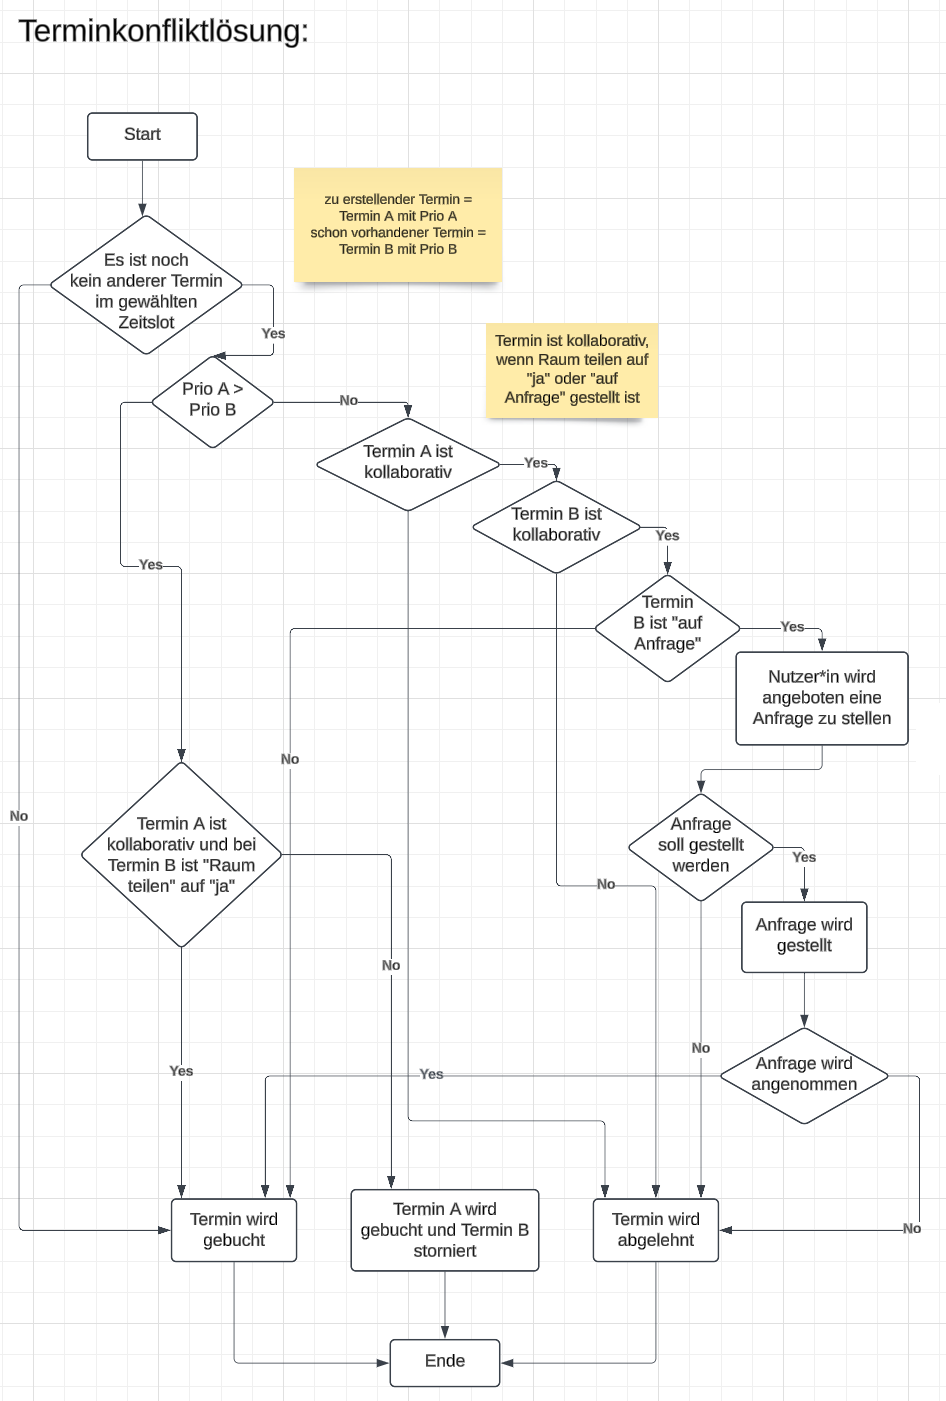 Terminkonfliktlösung:
Start
zu erstellender Termin =
Termin A mit Prio A
schon vorhandener Termin =
Termin B mit Prio B
Es ist noch
kein anderer Termin
im gewählten
Zeitslot
Yes
Termin ist kollaborativ,
wenn Raum teilen auf
"ja" oder "auf
Anfrage" gestellt ist
Prio A >
Prio B
No
Termin A ist
kollaborativ
Yes
Termin B ist
kollaborativ
Yes
Yes
Termin
B ist "auf
Anfrage"
Yes
Nutzer*in wird
angeboten eine
Anfrage zu stellen
No
No
Termin A ist
kollaborativ und bei
Termin B ist "Raum
teilen" auf "ja"
Anfrage
soll gestellt
werden
Yes
No
Anfrage wird
gestellt
No
No
Yes
Yes
Anfrage wird
angenommen
Termin wird
gebucht
Termin A wird
gebucht und Termin B
storniert
Termin wird
abgelehnt
No
Ende